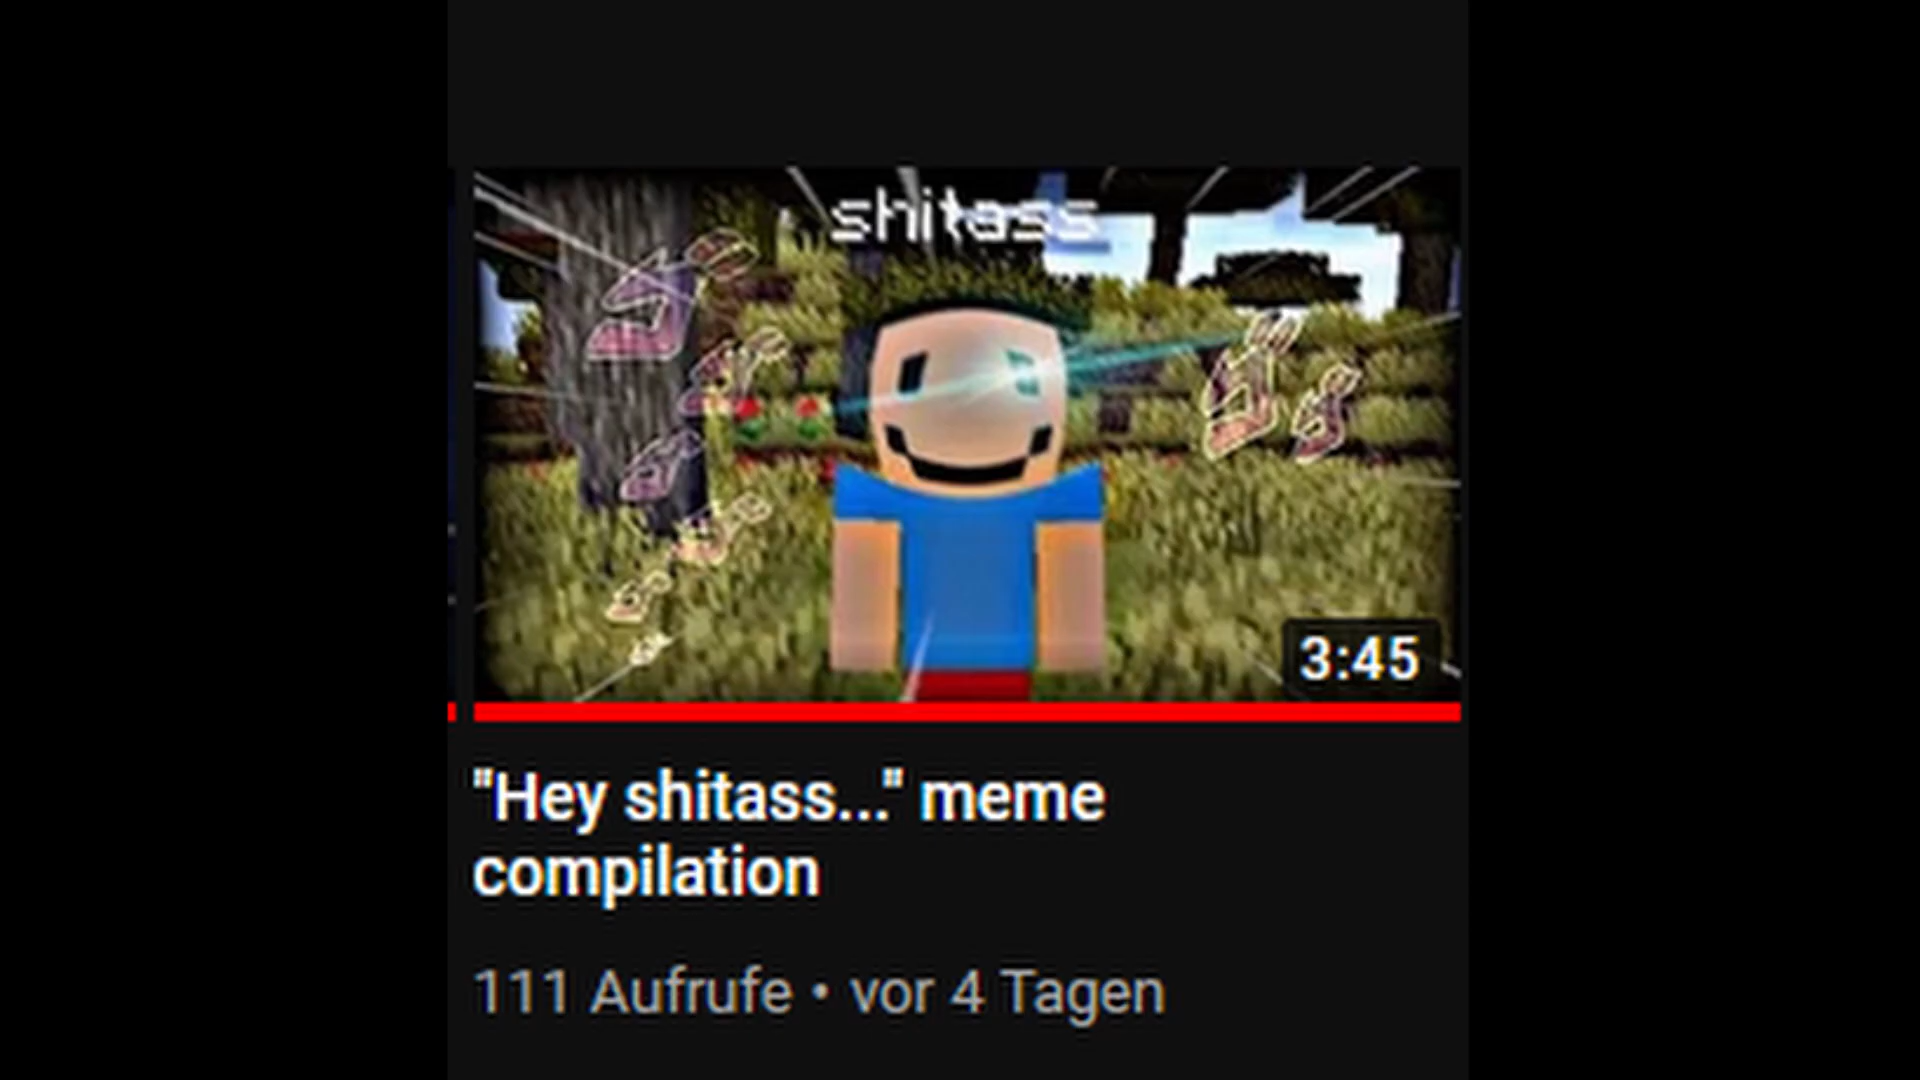 shitass
3:45
"Hey shitass..." meme
compilation
111 Aufrufe • vor 4 Tagen